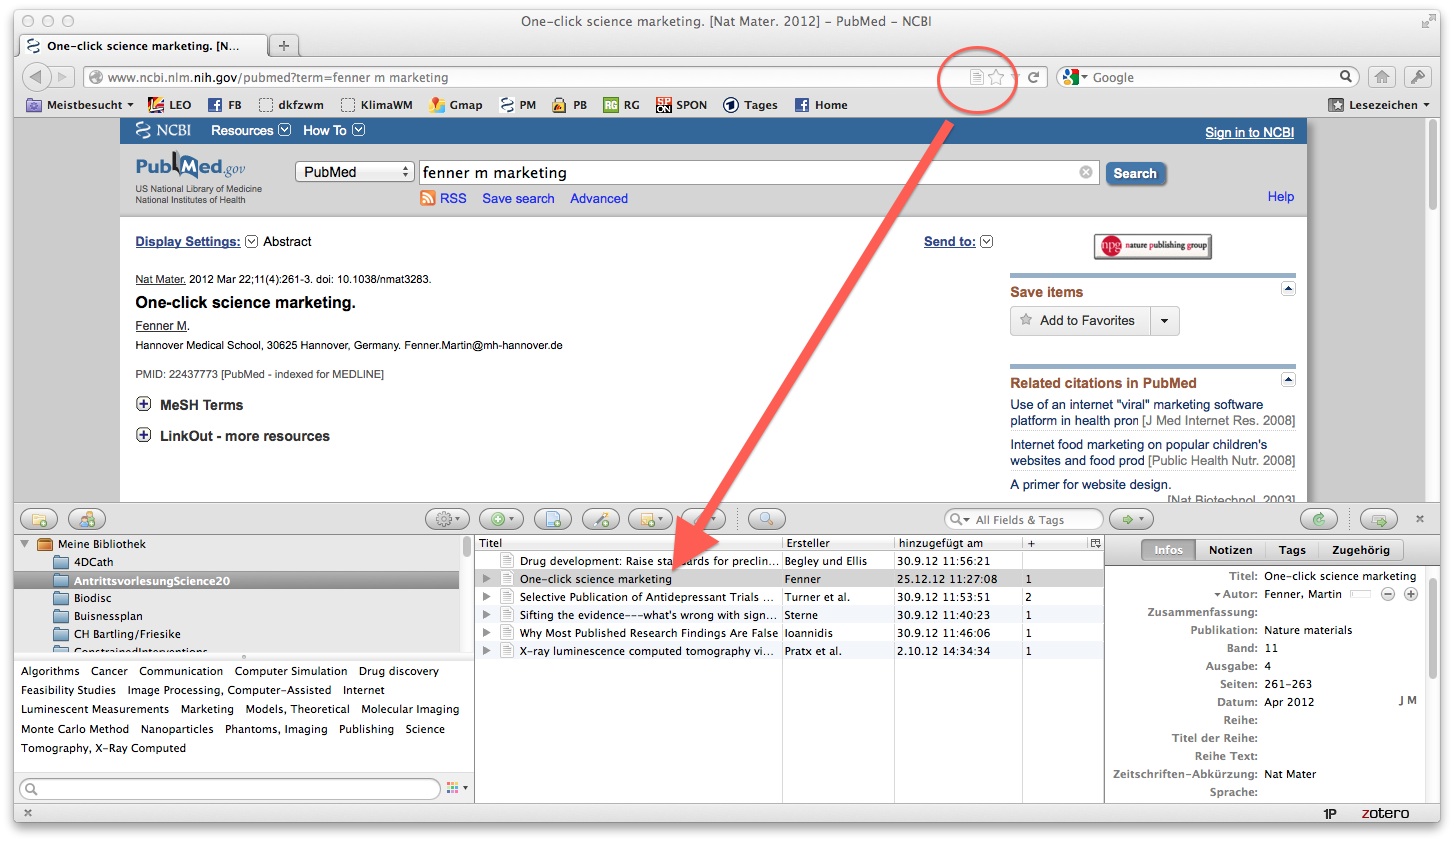 One-click science marketing. [Nat Mater. 2012] – PubMed – NCBI
One-click science marketing. [N...
www.ncbi.nlm.nih.gov/pubmed?term=fenner m marketing
Google
Meistbesucht
LEO
FB
dkfzwm
KlimaWM
Gmap
PM
PB
RG RG
SPON SPON
Tages
Home
Lesezeichen
NCBI Resources How To
Sign in to NCBI
PubMed.gov
US National Library of Medicine
National Institutes of Health
PubMed
fenner m marketing
Search
RSS Save search Advanced
Help
Display Settings: Abstract
Send to:
npg nature publishing group
Nat Mater. 2012 Mar 22;11(4):261-3. doi: 10.1038/nmat3283.
One-click science marketing.
Fenner M.
Hannover Medical School, 30625 Hannover, Germany. Fenner.Martin@mh-hannover.de
PMID: 22437773 [PubMed - indexed for MEDLINE]
MeSH Terms
LinkOut - more resources
Save items
Add to Favorites
Related citations in PubMed
Use of an internet "viral" marketing software
platform in health pron [J Med Internet Res. 2008]
Internet food marketing on popular children's
websites and food prod [Public Health Nutr. 2008]
A primer for website design.
[Nat Biotechnol. 2003]
All Fields & Tags
Meine Bibliothek
4DCath
AntrittsvorlesungScience20
Biodisc
Buisnessplan
CH Bartling/Friesike
ConstrainedInterventions
Algorithms Cancer Communication Computer Simulation Drug discovery
Feasibility Studies Image Processing, Computer-Assisted Internet
Luminescent Measurements Marketing Models, Theoretical Molecular Imaging
Monte Carlo Method Nanoparticles Phantoms, Imaging Publishing Science
Tomography, X-Ray Computed
Titel Ersteller hinzugefügt am +
Drug development: Raise standards for preclin... Begley und Ellis 30.9.12 11:56:21
One-click science marketing Fenner 25.12.12 11:27:08 1
Selective Publication of Antidepressant Trials ... Turner et al. 30.9.12 11:53:51 2
Sifting the evidence---what's wrong with sign... Sterne 30.9.12 11:40:23 1
Why Most Published Research Findings Are False Ioannidis 30.9.12 11:46:06 1
X-ray luminescence computed tomography vi... Pratx et al. 2.10.12 14:34:34 1
Infos Notizen Tags Zugehörig
Titel: One-click science marketing
Autor: Fenner, Martin
Zusammenfassung:
Publikation: Nature materials
Band: 11
Ausgabe: 4
Seiten: 261-263
Datum: Apr 2012 J M
Reihe:
Titel der Reihe:
Reihe Text:
Zeitschriften-Abkürzung: Nat Mater
Sprache:
1P zotero